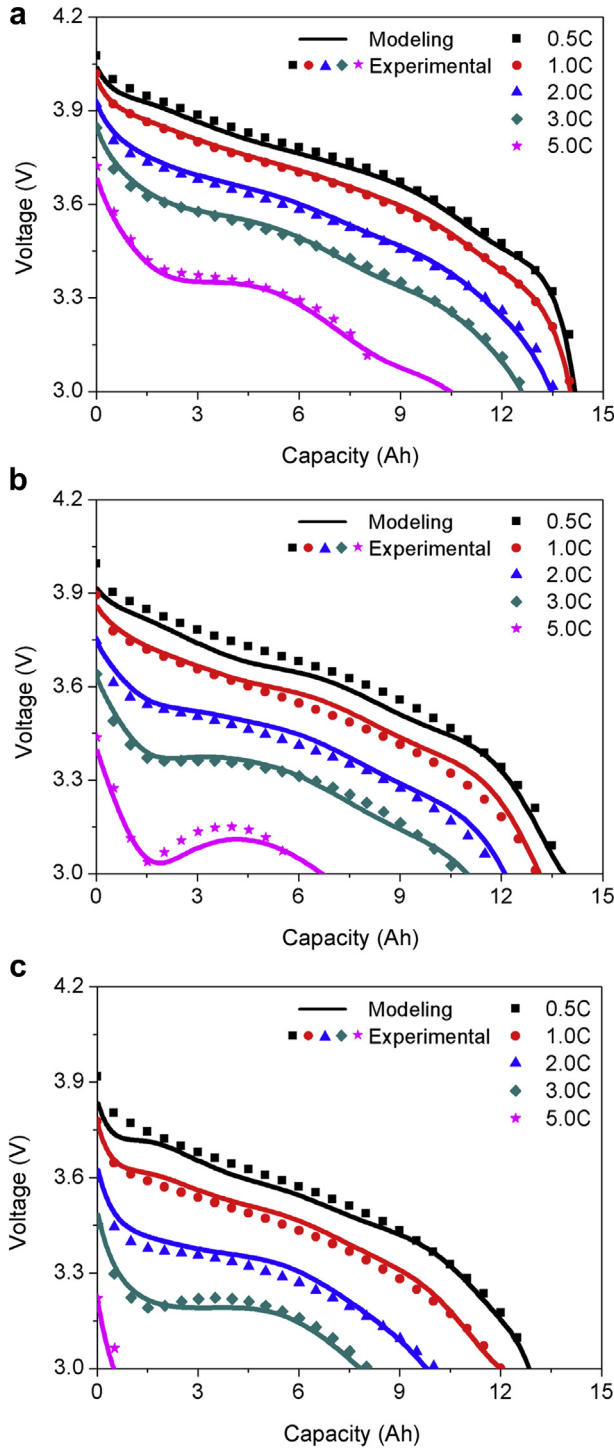 a
4.2
3.9
3.6
3.3
3.0
Voltage (V)
Modeling
Experimental
0.5C
1.0C
2.0C
3.0C
5.0C
0 3 6 9 12 15
Capacity (Ah)
b
4.2
3.9
3.6
3.3
3.0
Voltage (V)
Modeling
Experimental
0.5C
1.0C
2.0C
3.0C
5.0C
0 3 6 9 12 15
Capacity (Ah)
c
4.2
3.9
3.6
3.3
3.0
Voltage (V)
Modeling
Experimental
0.5C
1.0C
2.0C
3.0C
5.0C
0 3 6 9 12 15
Capacity (Ah)